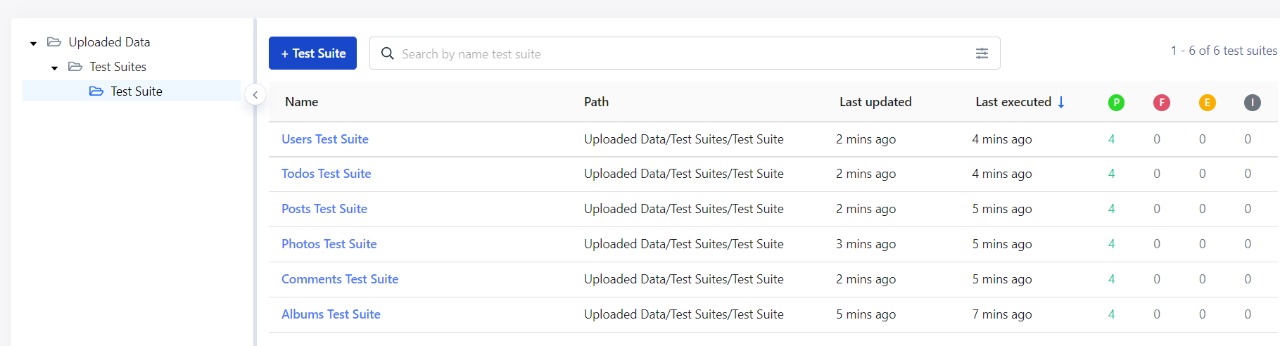 Uploaded Data
Test Suites
Test Suite
+ Test Suite
Search by name test suite
1 - 6 of 6 test suites
Name Path Last updated Last executed ↓ P F E I
Users Test Suite Uploaded Data/Test Suites/Test Suite 2 mins ago 4 mins ago 4 0 0 0
Todos Test Suite Uploaded Data/Test Suites/Test Suite 2 mins ago 4 mins ago 4 0 0 0
Posts Test Suite Uploaded Data/Test Suites/Test Suite 2 mins ago 5 mins ago 4 0 0 0
Photos Test Suite Uploaded Data/Test Suites/Test Suite 3 mins ago 5 mins ago 4 0 0 0
Comments Test Suite Uploaded Data/Test Suites/Test Suite 2 mins ago 5 mins ago 4 0 0 0
Albums Test Suite Uploaded Data/Test Suites/Test Suite 5 mins ago 7 mins ago 4 0 0 0